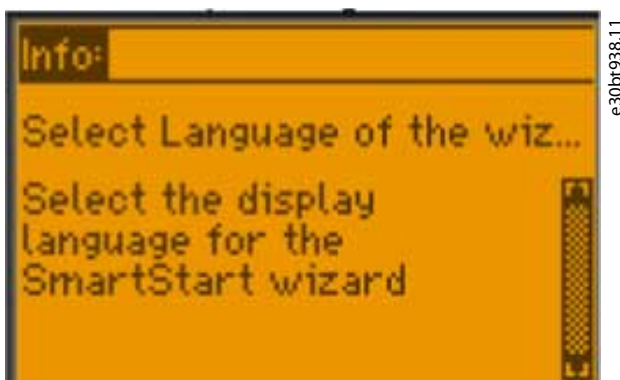 Info:
Select Language of the wiz...
Select the display
language for the
SmartStart wizard
e30bt938.11